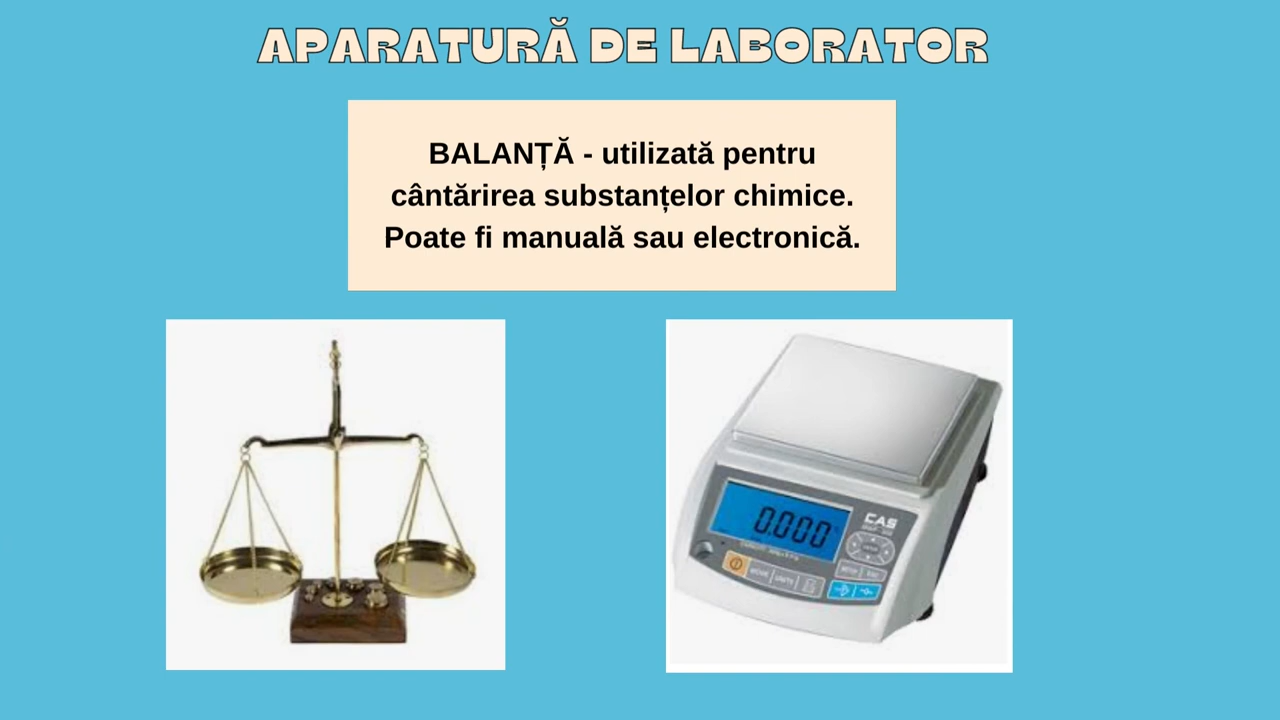 APARATURĂ DE LABORATOR
BALANȚĂ - utilizată pentru
cântărirea substanțelor chimice.
Poate fi manuală sau electronică.
0.000
CAS